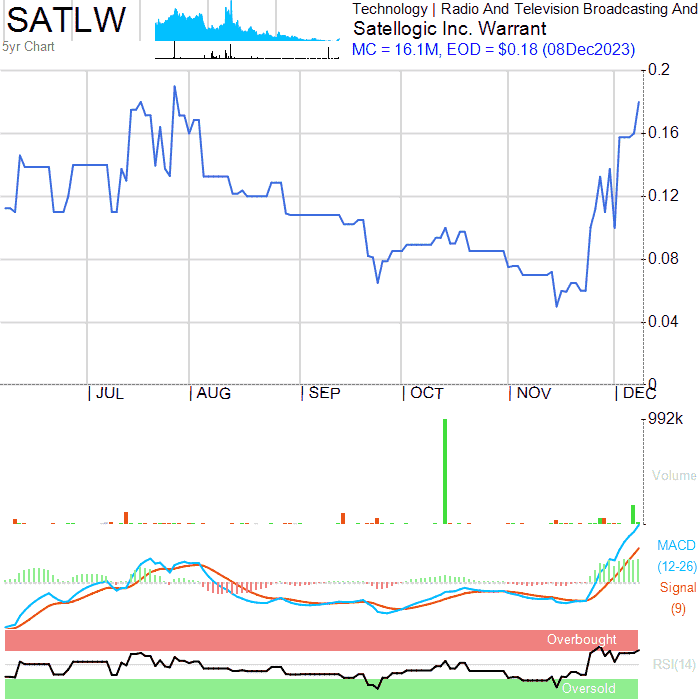 SATLW
5yr Chart
Technology | Radio And Television Broadcasting And
Satellogic Inc. Warrant
MC = 16.1M, EOD = $0.18 (08Dec2023)
0.2
0.16
0.12
0.08
0.04
0
JUL AUG SEP OCT NOV DEC
992k
Volume
MACD
(12-26)
Signal
(9)
Overbought
RSI(14)
Oversold